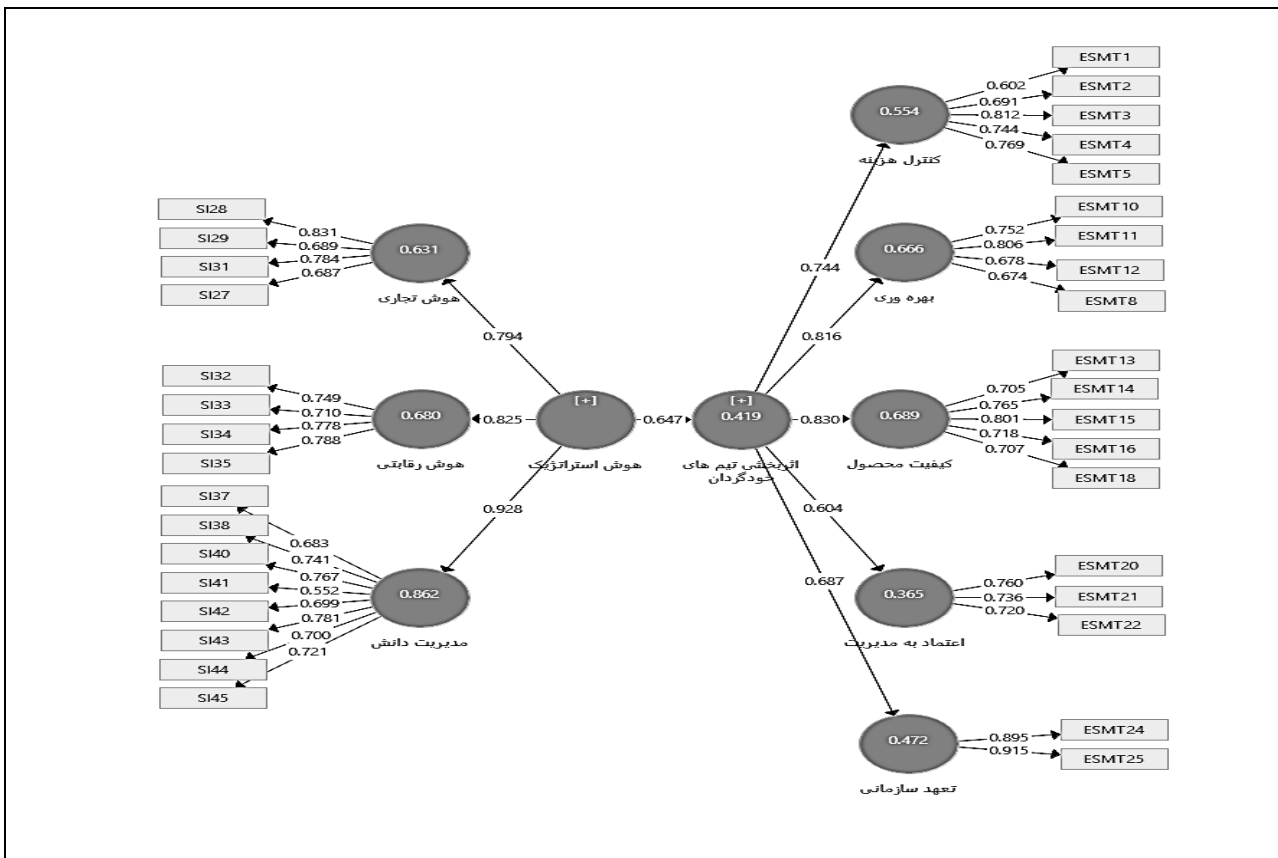 ESMT1
0.602
ESMT2
0.691
0.554
0.812
ESMT3
0.744
ESMT4
0.769
کنترل هزینه
ESMT5
SI28
0.831
SI29
0.689
0.631
0.784
SI31
0.687
SI27
هوش تجاری
ESMT10
0.752
0.806
ESMT11
0.666
0.678
ESMT12
0.674
بهره وری
ESMT8
0.744
0.794
0.816
SI32
0.749
SI33
0.710
0.680
0.778
SI34
0.788
SI35
هوش رقابتی
0.825
[+]
هوش استراتژیک
0.647
[+]
0.419
اثربخشی تیم های
خودگردان
0.830
ESMT13
0.705
ESMT14
0.765
0.689
0.801
ESMT15
0.718
ESMT16
0.707
کیفیت محصول
ESMT18
0.928
0.604
0.687
SI37
SI38
0.683
0.741
SI40
0.767
SI41
0.552
0.862
0.699
SI42
0.781
SI43
0.700
مدیریت دانش
0.721
SI44
SI45
ESMT20
0.760
0.365
0.736
ESMT21
0.720
ESMT22
اعتماد به مدیریت
0.472
0.895
ESMT24
0.915
ESMT25
تعهد سازمانی